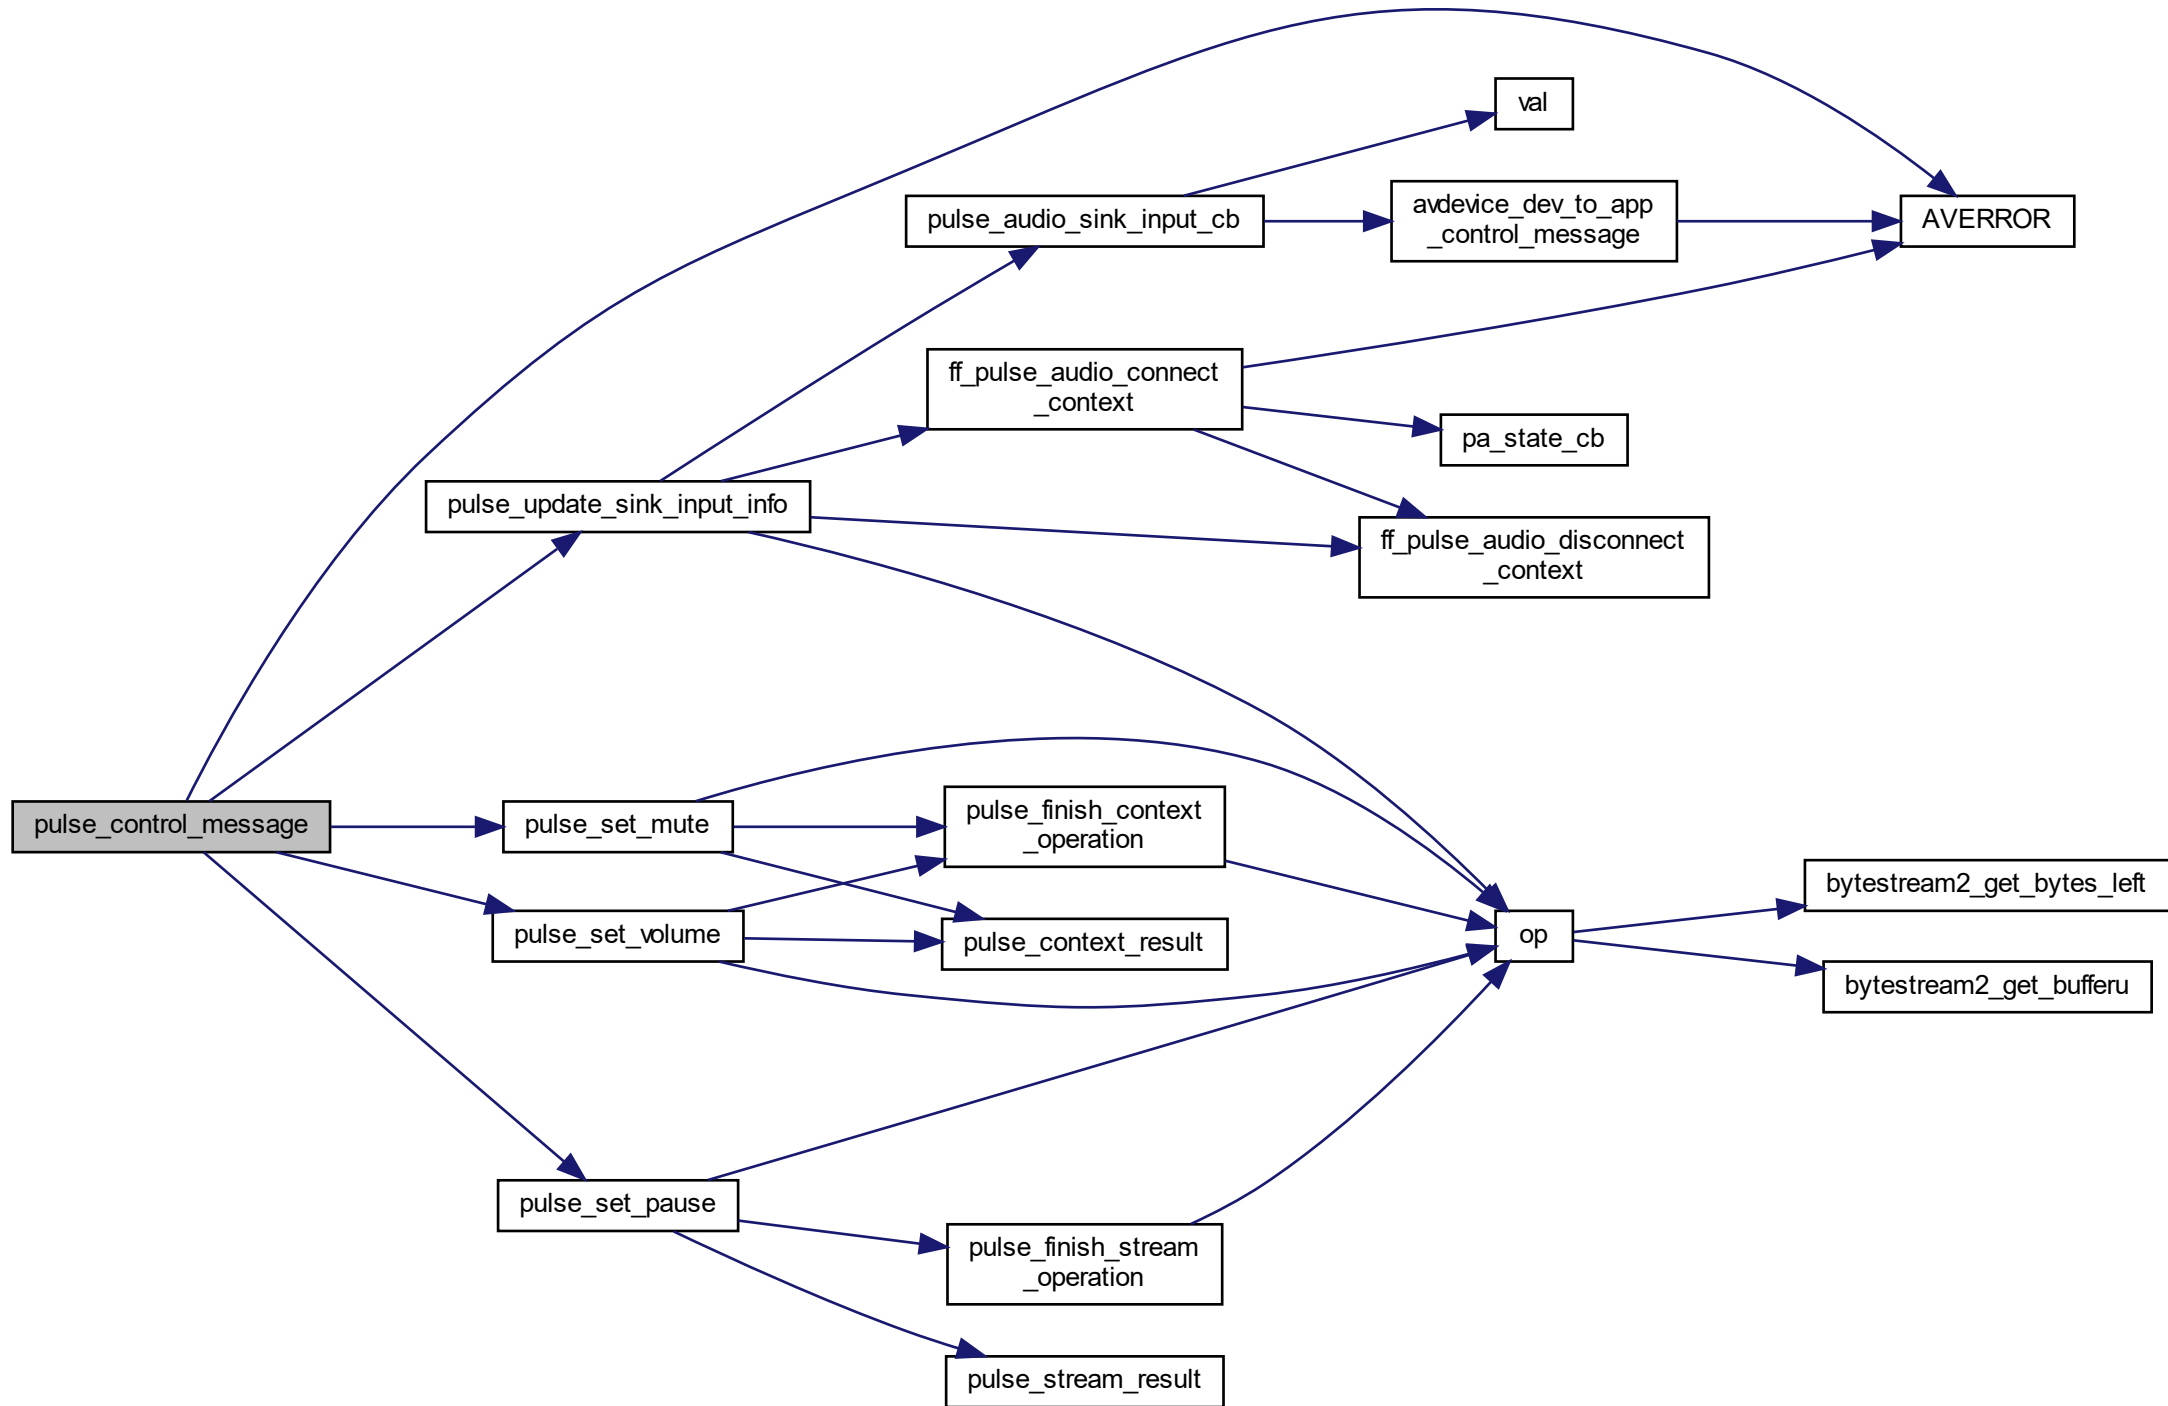 val
pulse_audio_sink_input_cb
avdevice_dev_to_app
_control_message
AVERROR
ff_pulse_audio_connect
_context
pa_state_cb
pulse_update_sink_input_info
ff_pulse_audio_disconnect
_context
pulse_control_message
pulse_set_mute
pulse_finish_context
_operation
pulse_set_volume
pulse_context_result
op
bytestream2_get_bytes_left
bytestream2_get_bufferu
pulse_set_pause
pulse_finish_stream
_operation
pulse_stream_result